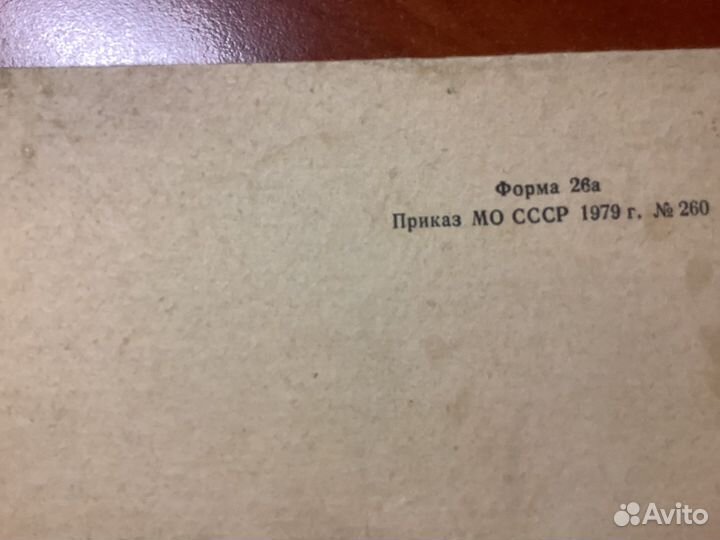 Форма 26а
Приказ МО СССР 1979 г. № 260
Avito